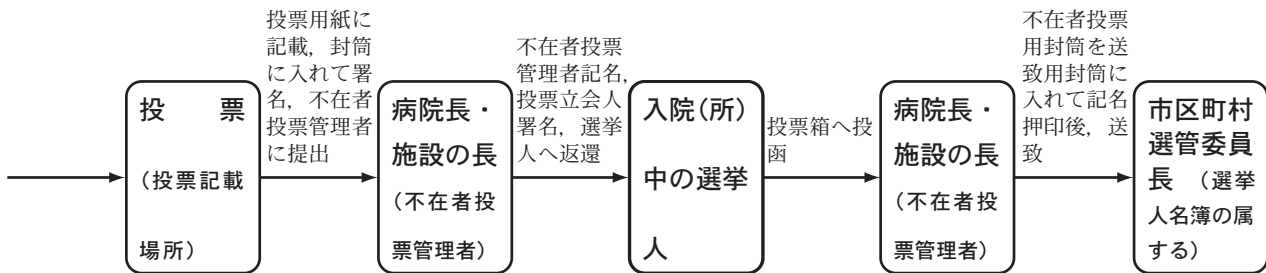 投　　票
（投票記載
場所）
投票用紙に
記載，封筒
に入れて署
名，不在者
投票管理者
に提出
病院長・
施設の長
（不在者投
票管理者）
不在者投票
管理者記名，
投票立会人
署名，選挙
人へ返還
入院（所）
中の選挙
人
投票箱へ投
函
病院長・
施設の長
（不在者投
票管理者）
不在者投票
用封筒を送
致用封筒に
入れて記名
押印後，送
致
市区町村
選管委員
長（選挙
人名簿の属
する）